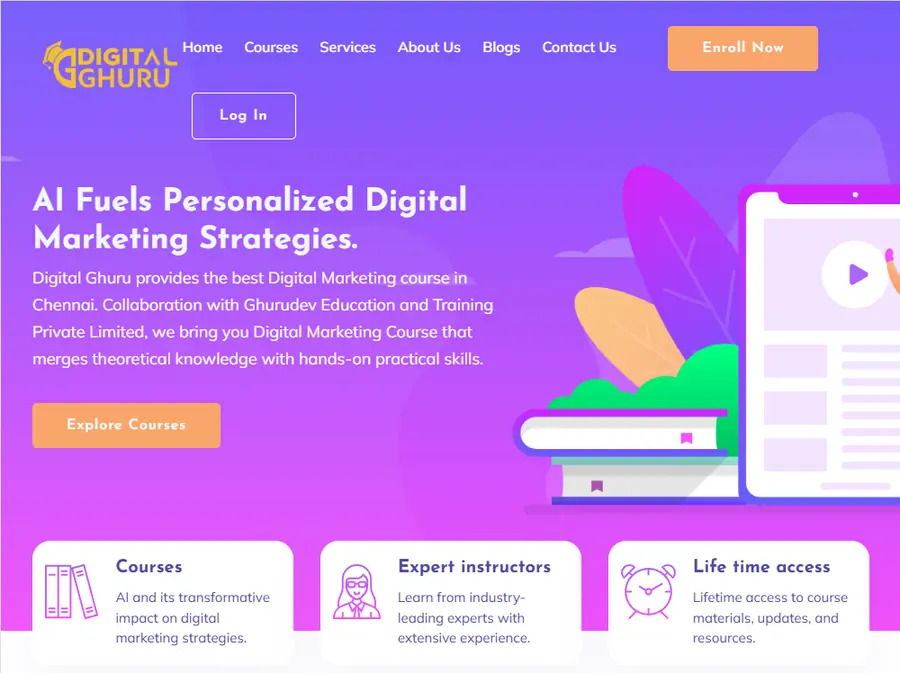 DIGITAL
GHURU
Home Courses Services About Us Blogs Contact Us
Enroll Now
Log In
AI Fuels Personalized Digital
Marketing Strategies.
Digital Ghuru provides the best Digital Marketing course in
Chennai. Collaboration with Ghurudev Education and Training
Private Limited, we bring you Digital Marketing Course that
merges theoretical knowledge with hands-on practical skills.
Explore Courses
Courses
AI and its transformative
impact on digital
marketing strategies.
Expert instructors
Learn from industry-
leading experts with
extensive experience.
Life time access
Lifetime access to course
materials, updates, and
resources.